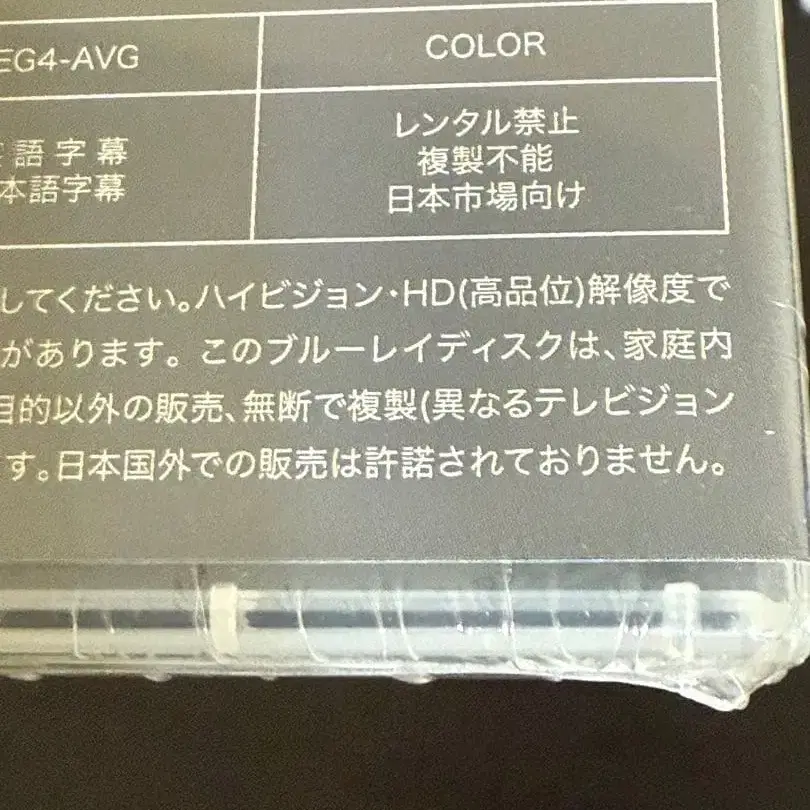 EG4-AVG
COLOR
語字幕
本語字幕
レンタル禁止
複製不能
日本市場向け
してください。ハイビジョン・HD(高品位)解像度で
があります。このブルーレイディスクは、家庭内
目的以外の販売、無断で複製(異なるテレビジョン
す。日本国外での販売は許諾されておりません。